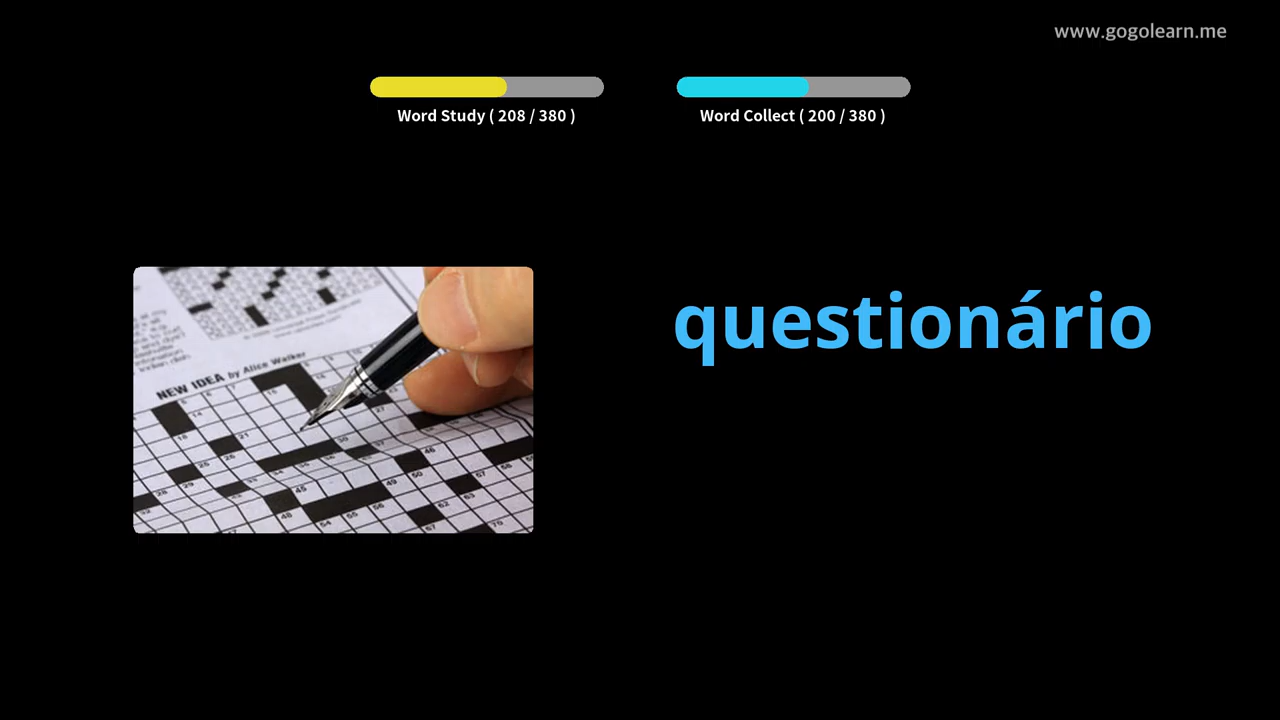 www.gogolearn.me
Word Study ( 208 / 380 )
Word Collect ( 200 / 380 )
questionário
NEW IDEA by Alice Walker